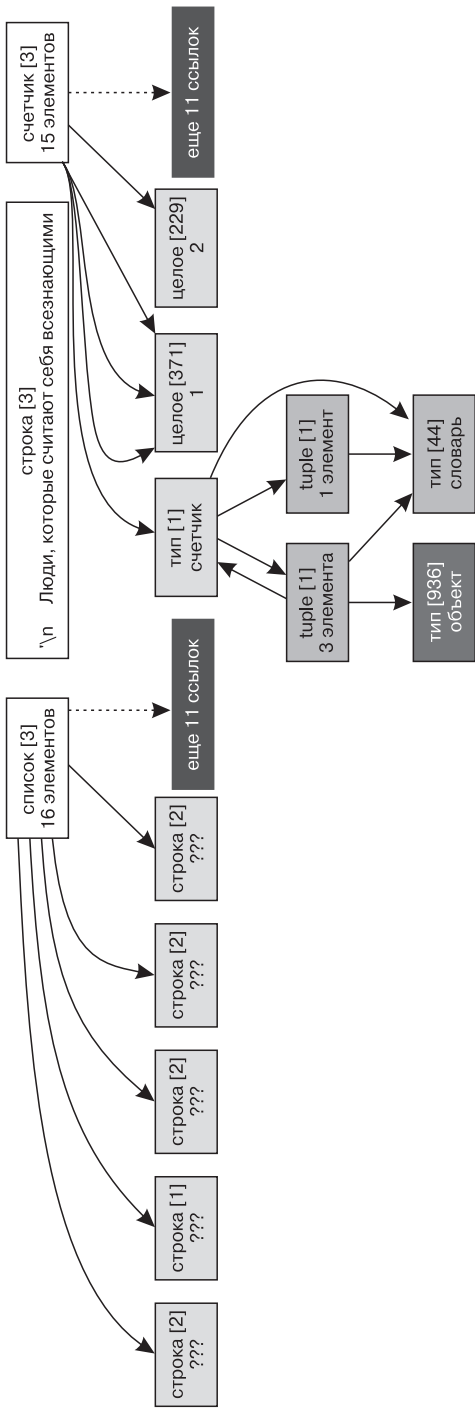 список [3]
16 элементов
строка [3]
'\n    Люди, которые считают себя всезнающими
счетчик [3]
15 элементов
строка [2]
???
строка [1]
???
строка [2]
???
строка [2]
???
строка [2]
???
еще 11 ссылок
тип [1]
счетчик
целое [371]
1
целое [229]
2
еще 11 ссылок
tuple [1]
3 элемента
tuple [1]
1 элемент
тип [936]
объект
тип [44]
словарь